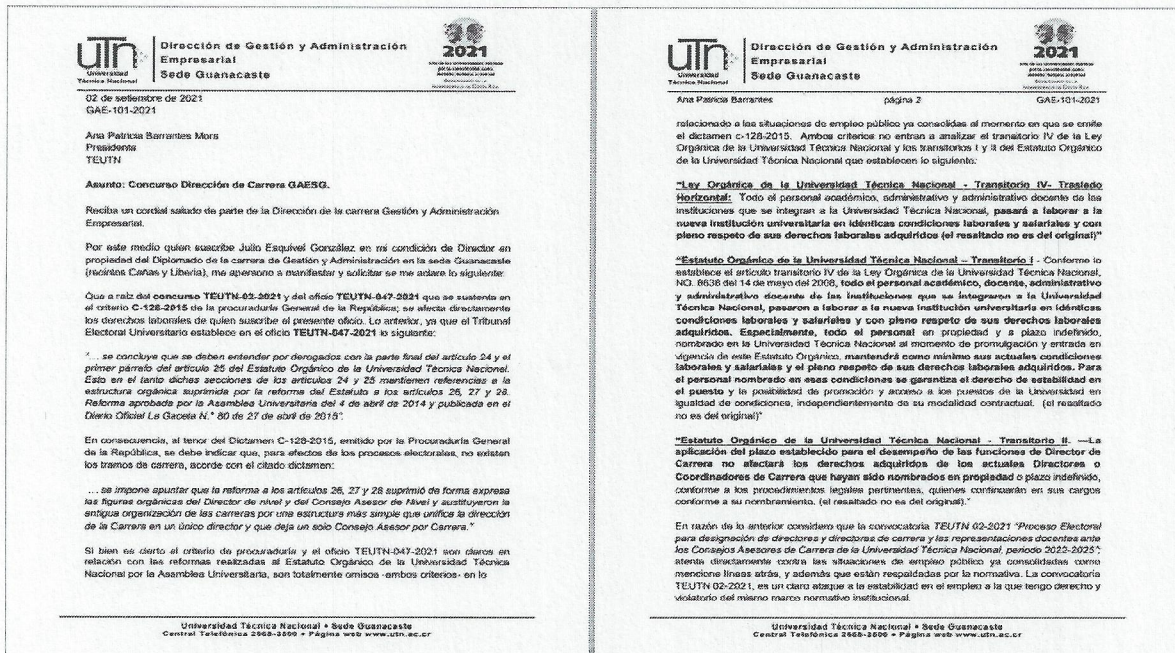 utn
Universidad
Técnica Nacional
Dirección de Gestión y Administración
Empresarial
Sede Guanacaste
2021
02 de setiembre de 2021
GAE-101-2021
Ana Patricia Barrantes Mora
Presidenta
TEUTN
Asunto: Concurso Dirección de Carrera GAESG.
Reciba un cordial saludo de parte de la Dirección de la carrera Gestión y Administración
Empresarial.
Por este medio quien suscribe Julio Esquivel González en mi condición de Director en
propiedad del Diplomado de la carrera de Gestión y Administración en la sede Guanacaste
(recintos Cañas y Liberia), me apersono a manifestar y solicitar se me aclare lo siguiente:
Que a raíz del concurso TEUTN-02-2021 y del oficio TEUTN-047-2021 que se sustenta en
el criterio C-128-2015 de la procuraduría General de la República; se afecta directamente
los derechos laborales de quien suscribe el presente oficio. Lo anterior, ya que el Tribunal
Electoral Universitario establece en el oficio TEUTN-047-2021 lo siguiente:
"… se concluye que se deben entender por derogados con la parte final del artículo 24 y el
primer párrafo del artículo 25 del Estatuto Orgánico de la Universidad Técnica Nacional.
Esto en el tanto dichas secciones de los artículos 24 y 25 mantienen referencias a la
estructura orgánica suprimida por la reforma del Estatuto a los artículos 26, 27 y 28.
Reforma aprobada por la Asamblea Universitaria del 4 de abril de 2014 y publicada en el
Diario Oficial La Gaceta N.° 80 de 27 de abril de 2015".
En consecuencia, al tenor del Dictamen C-128-2015, emitido por la Procuraduría General
de la República, se debe indicar que, para efectos de los procesos electorales, no existen
los tramos de carrera, acorde con el citado dictamen:
… se impone apuntar que la reforma a los artículos 26, 27 y 28 suprimió de forma expresa
las figuras orgánicas del Director de nivel y del Consejo Asesor de Nivel y sustituyeron la
antigua organización de las carreras por una estructura más simple que unifica la dirección
de la Carrera en un único director y que deja un solo Consejo Asesor por Carrera."
Si bien es cierto el criterio de procuraduría y el oficio TEUTN-047-2021 son claros en
relación con las reformas realizadas al Estatuto Orgánico de la Universidad Técnica
Nacional por la Asamblea Universitaria, son totalmente omisos -ambos criterios- en lo
Universidad Técnica Nacional • Sede Guanacaste
Central Telefónica 2668-3500 • Página web www.utn.ac.cr
utn
Universidad
Técnica Nacional
Dirección de Gestión y Administración
Empresarial
Sede Guanacaste
2021
Ana Patricia Barrantes página 2 GAE-101-2021
relacionado a las situaciones de empleo público ya consolidas al momento en que se emite
el dictamen c-128-2015. Ambos criterios no entran a analizar el transitorio IV de la Ley
Orgánica de la Universidad Técnica Nacional y los transitorios I y II del Estatuto Orgánico
de la Universidad Técnica Nacional que establecen lo siguiente:
"Ley Orgánica de la Universidad Técnica Nacional - Transitorio IV- Traslado
Horizontal: Todo el personal académico, administrativo y administrativo docente de las
instituciones que se integran a la Universidad Técnica Nacional, pasará a laborar a la
nueva institución universitaria en idénticas condiciones laborales y salariales y con
pleno respeto de sus derechos laborales adquiridos (el resaltado no es del original)"
"Estatuto Orgánico de la Universidad Técnica Nacional – Transitorio I - Conforme lo
establece el artículo transitorio IV de la Ley Orgánica de la Universidad Técnica Nacional,
NO. 8638 del 14 de mayo del 2008, todo el personal académico, docente, administrativo
y administrativo docente de las instituciones que se integraron a la Universidad
Técnica Nacional, pasaron a laborar a la nueva institución universitaria en idénticas
condiciones laborales y salariales y con pleno respeto de sus derechos laborales
adquiridos. Especialmente, todo el personal en propiedad y a plazo indefinido,
nombrado en la Universidad Técnica Nacional al momento de promulgación y entrada en
vigencia de este Estatuto Orgánico, mantendrá como mínimo sus actuales condiciones
laborales y salariales y el pleno respeto de sus derechos laborales adquiridos. Para
el personal nombrado en esas condiciones se garantiza el derecho de estabilidad en
el puesto y la posibilidad de promoción y acceso a los puestos de la Universidad en
igualdad de condiciones, independientemente de su modalidad contractual. (el resaltado
no es del original)"
"Estatuto Orgánico de la Universidad Técnica Nacional - Transitorio II. —La
aplicación del plazo establecido para el desempeño de las funciones de Director de
Carrera no afectará los derechos adquiridos de los actuales Directores o
Coordinadores de Carrera que hayan sido nombrados en propiedad o plazo indefinido,
conforme a los procedimientos legales pertinentes, quienes continuarán en sus cargos
conforme a su nombramiento. (el resaltado no es del original)."
En razón de lo anterior considero que la convocatoria TEUTN 02-2021 "Proceso Electoral
para designación de directores y directores de carrera y las representaciones docentes ante
los Consejos Asesores de Carrera de la Universidad Técnica Nacional, periodo 2022-2025";
atenta directamente contra las situaciones de empleo público ya consolidadas como
mencione líneas atrás, y además que están respaldadas por la normativa. La convocatoria
TEUTN 02-2021, es un claro ataque a la estabilidad en el empleo a la que tengo derecho y
violatorio del mismo marco normativo institucional.
Universidad Técnica Nacional • Sede Guanacaste
Central Telefónica 2668-3500 • Página web www.utn.ac.cr